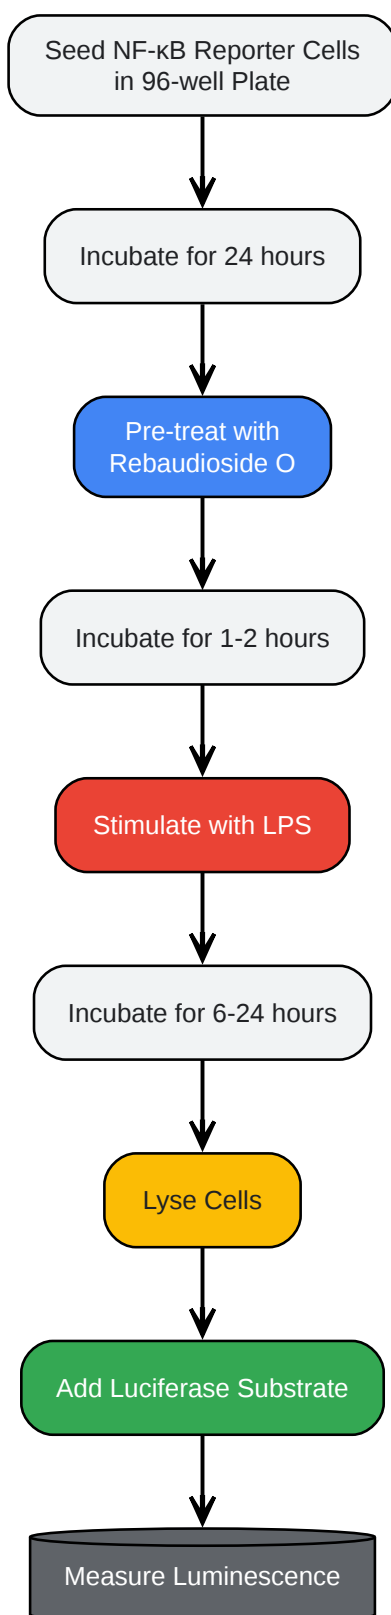 Seed NF-κB Reporter Cells
in 96-well Plate
Incubate for 24 hours
Pre-treat with
Rebaudioside O
Incubate for 1-2 hours
Stimulate with LPS
Incubate for 6-24 hours
Lyse Cells
Add Luciferase Substrate
Measure Luminescence